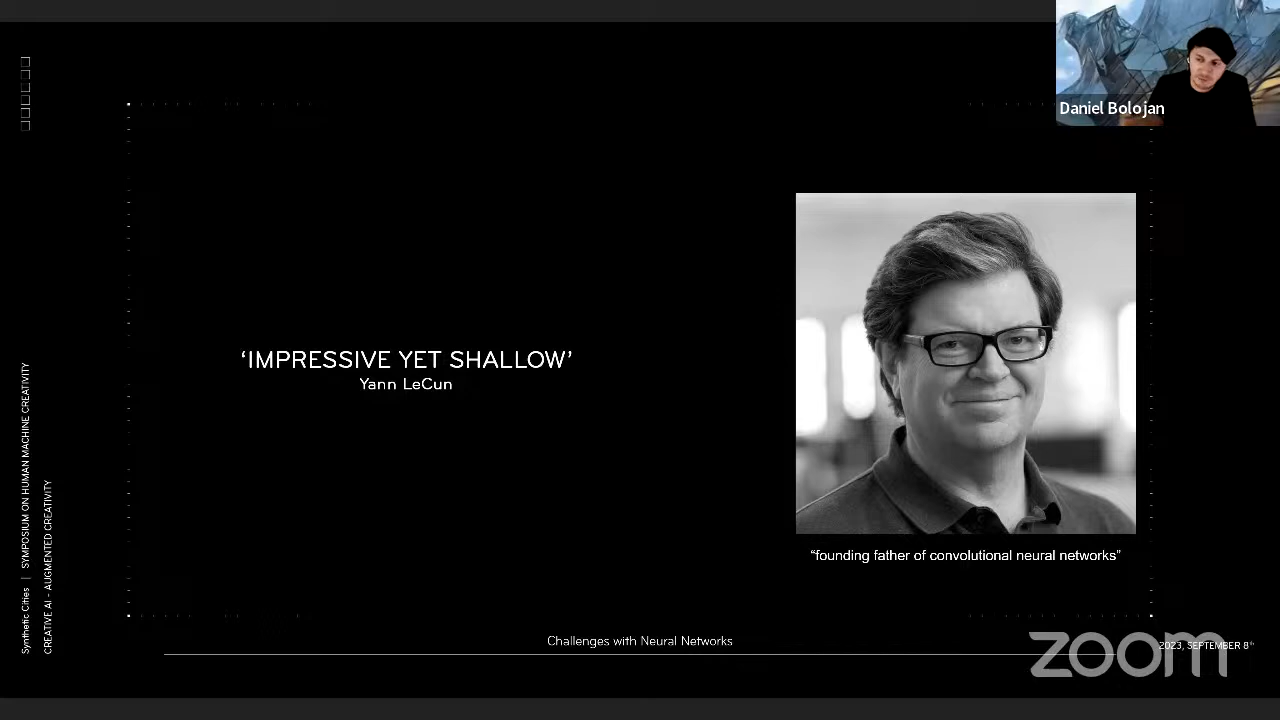 Daniel Bolojan
‘IMPRESSIVE YET SHALLOW’
Yann LeCun
“founding father of convolutional neural networks”
Synthetic Cities | SYMPOSIUM ON HUMAN MACHINE CREATIVITY
CREATIVE AI - AUGMENTED CREATIVITY
Challenges with Neural Networks
2023, SEPTEMBER 8th
zoom